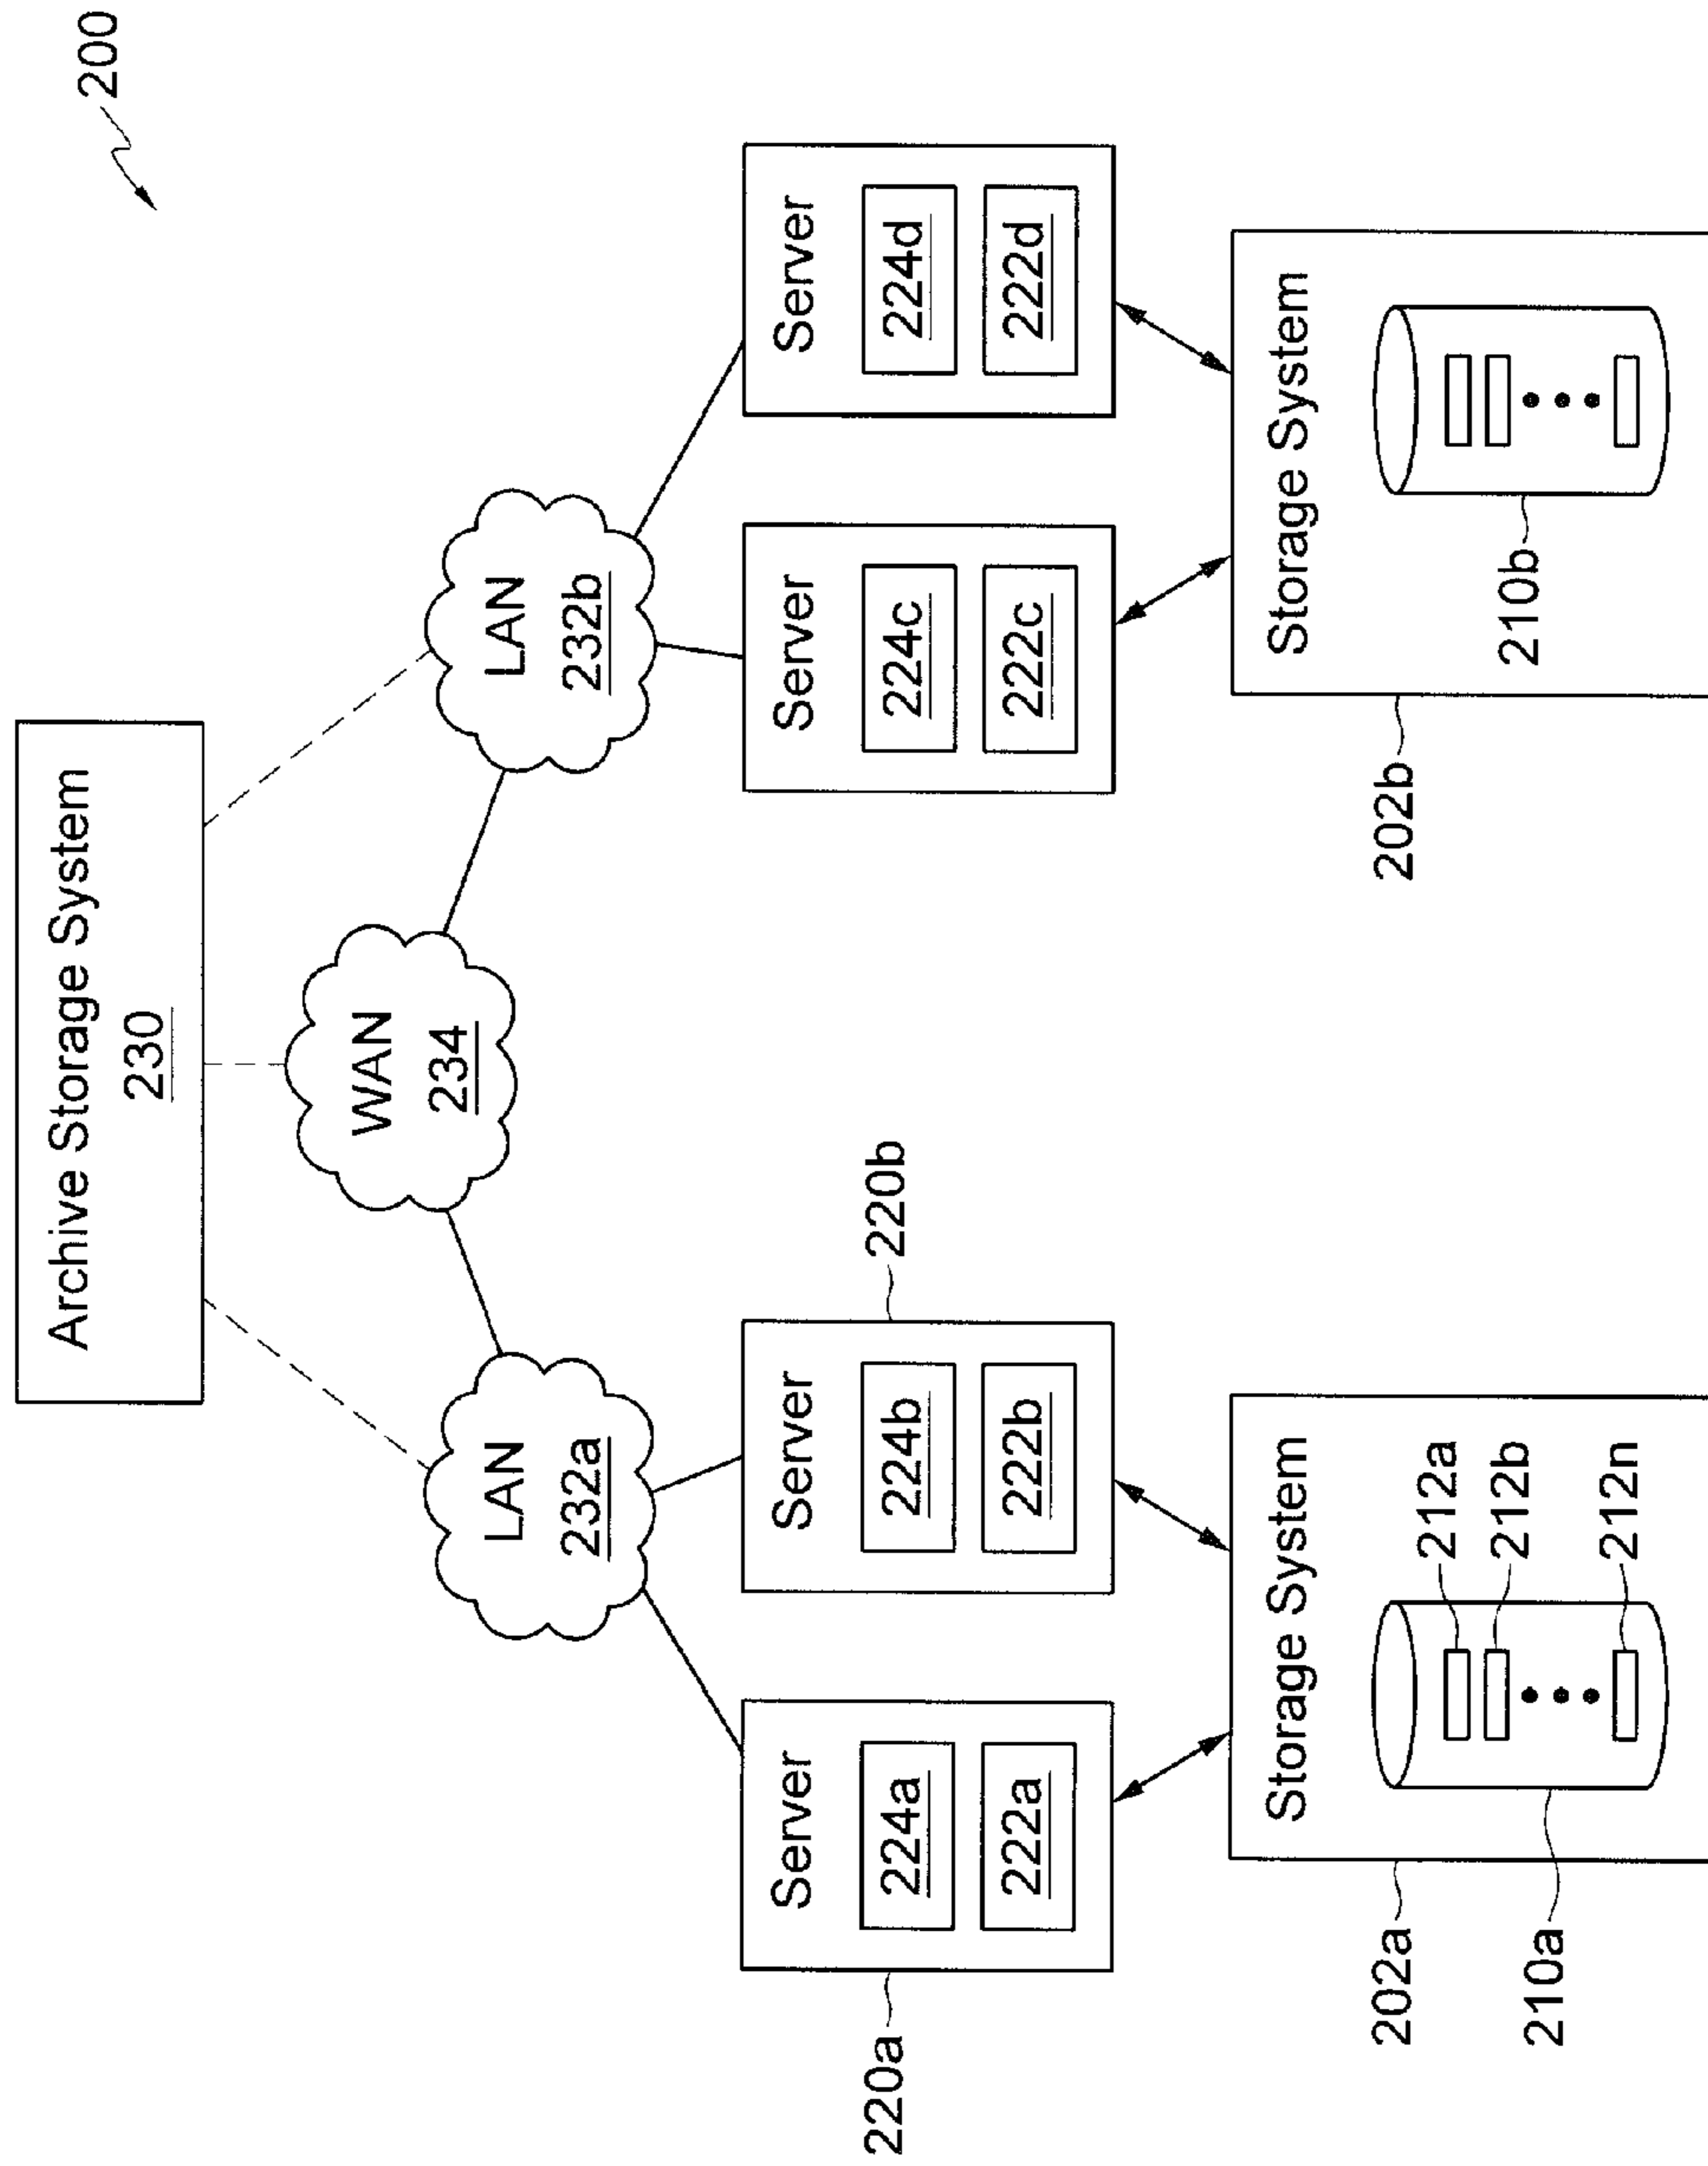 200
Archive Storage System
230
WAN
234
LAN
232a
LAN
232b
220a
Server
224a
222a
220b
Server
224b
222b
Server
224c
222c
Server
224d
222d
202a
Storage System
210a
212a
212b
212n
202b
Storage System
210b